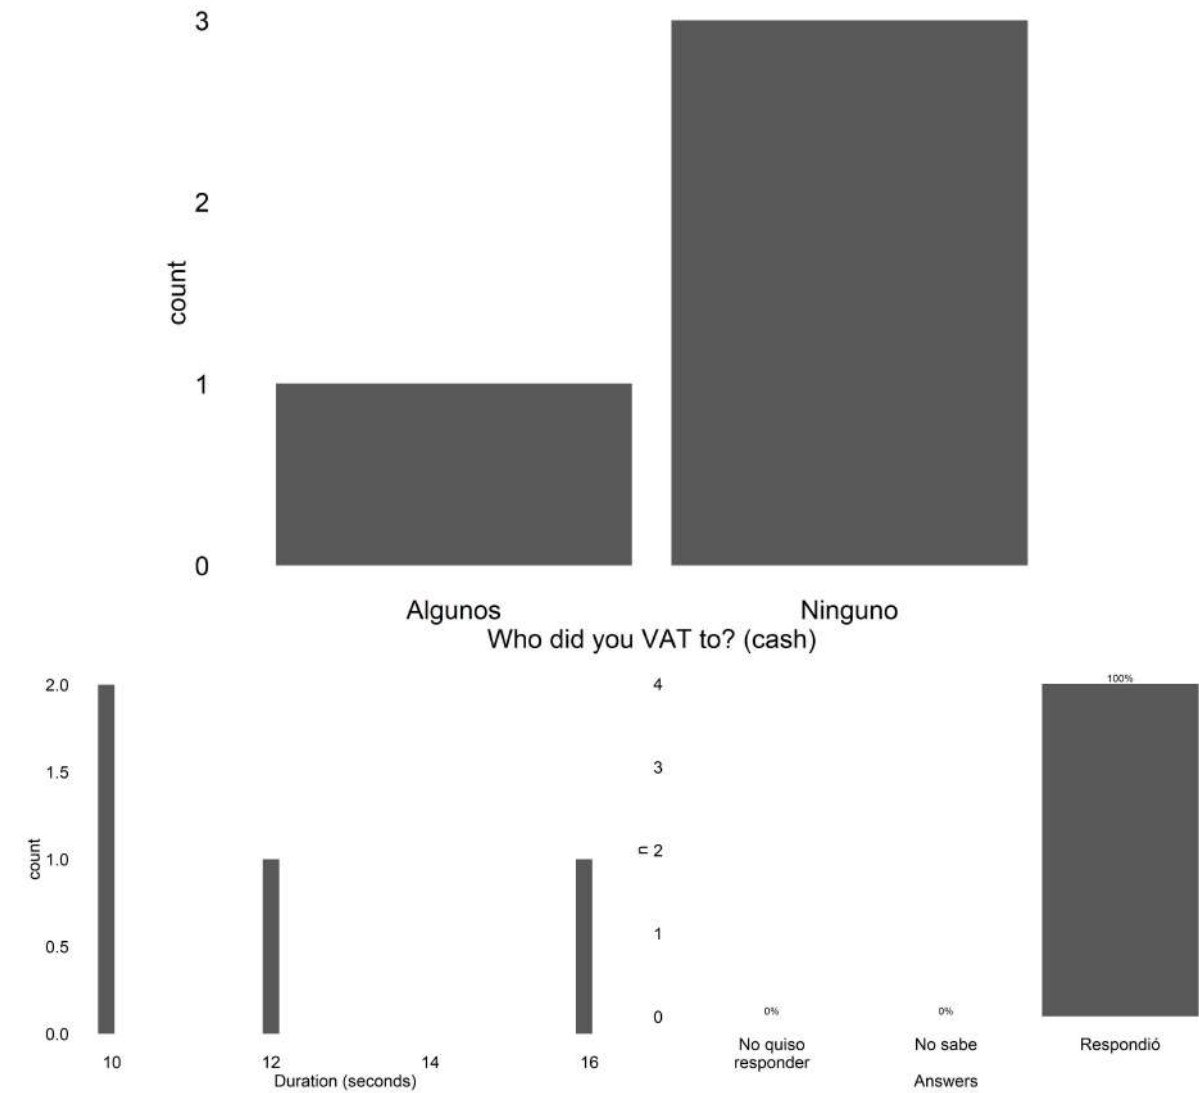 3
2
count
1
0
Algunos Ninguno
Who did you VAT to? (cash)
2.0
1.5
count
1.0
0.5
0.0
10 12 14 16
Duration (seconds)
4
100%
3
n
2
1
0
0% 0%
No quiso
responder
No sabe
Respondió
Answers